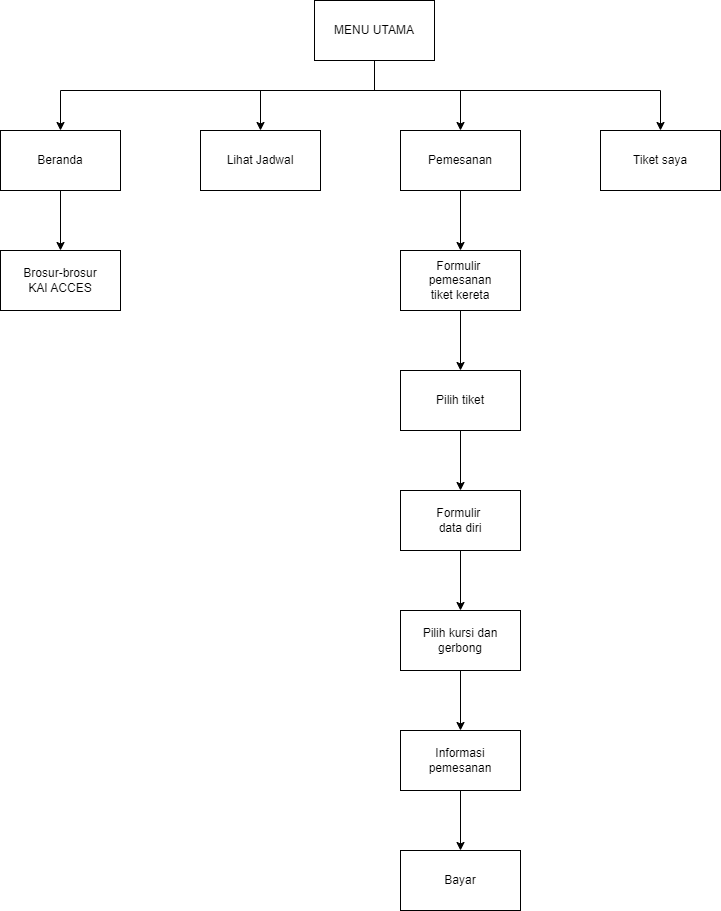 MENU UTAMA
Beranda
Lihat Jadwal
Pemesanan
Tiket saya
Brosur-brosur
KAI ACCES
Formulir
pemesanan
tiket kereta
Pilih tiket
Formulir
data diri
Pilih kursi dan
gerbong
Informasi
pemesanan
Bayar